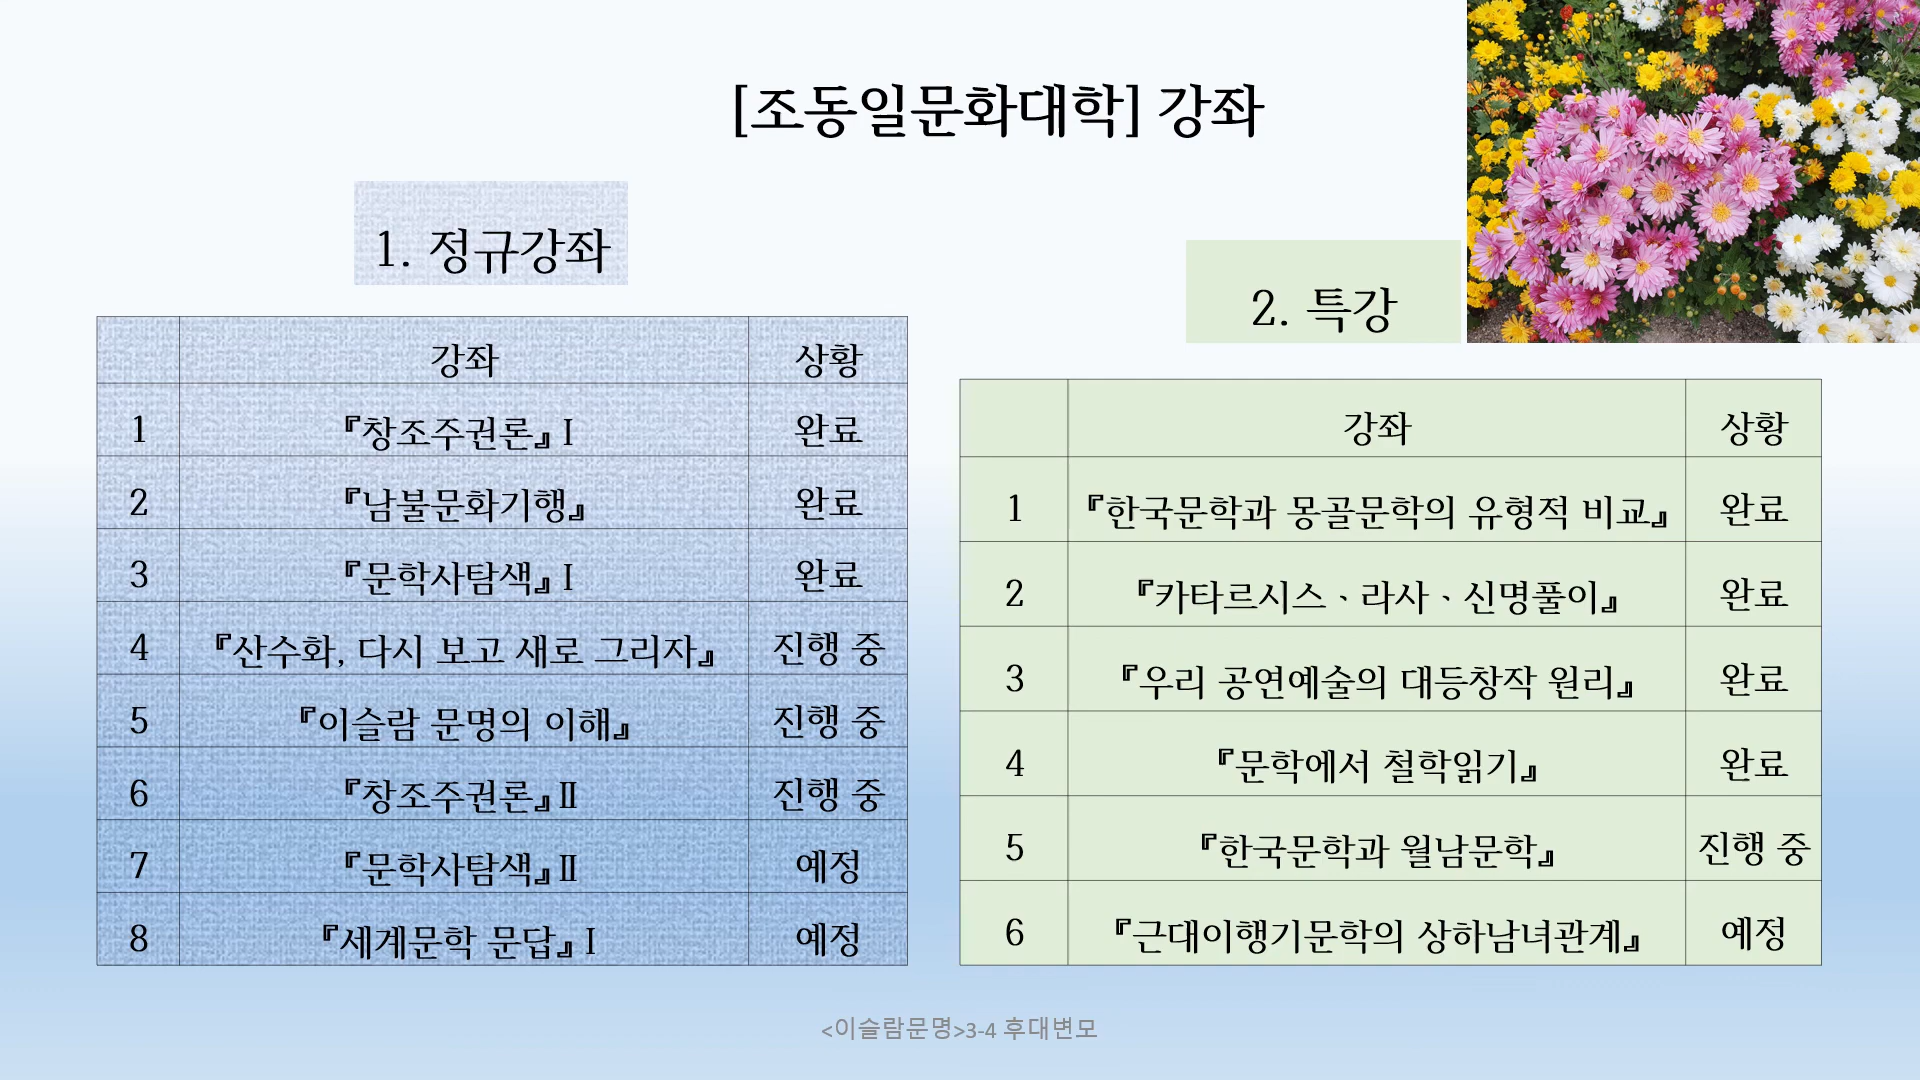 [조동일문화대학] 강좌
1. 정규강좌
강좌 상황
1 『창조주권론』 Ⅰ 완료
2 『남불문화기행』 완료
3 『문학사탐색』 Ⅰ 완료
4 『산수화, 다시 보고 새로 그리자』 진행 중
5 『이슬람 문명의 이해』 진행 중
6 『창조주권론』 Ⅱ 진행 중
7 『문학사탐색』 Ⅱ 예정
8 『세계문학 문답』 Ⅰ 예정
2. 특강
강좌 상황
1 『한국문학과 몽골문학의 유형적 비교』 완료
2 『카타르시스、라사、신명풀이』 완료
3 『우리 공연예술의 대등창작 원리』 완료
4 『문학에서 철학읽기』 완료
5 『한국문학과 월남문학』 진행 중
6 『근대이행기문학의 상하남녀관계』 예정
<이슬람문명>3-4 후대변모